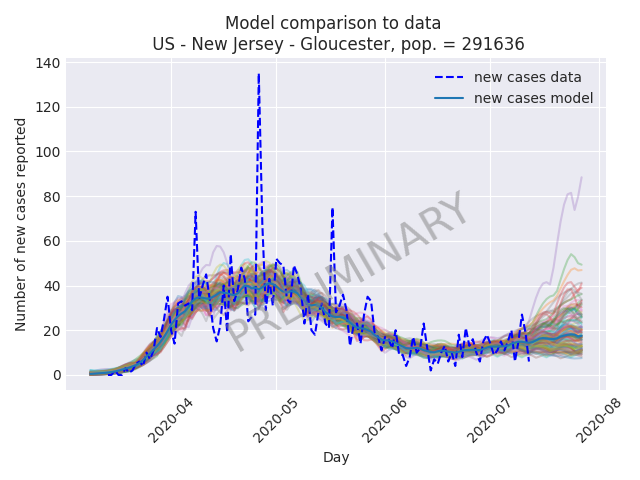 Model comparison to data
US - New Jersey - Gloucester, pop. = 291636
140
120
100
80
60
40
20
0
Number of new cases reported
new cases data
new cases model
PRELIMINARY
2020-04
2020-05
2020-06
2020-07
2020-08
Day